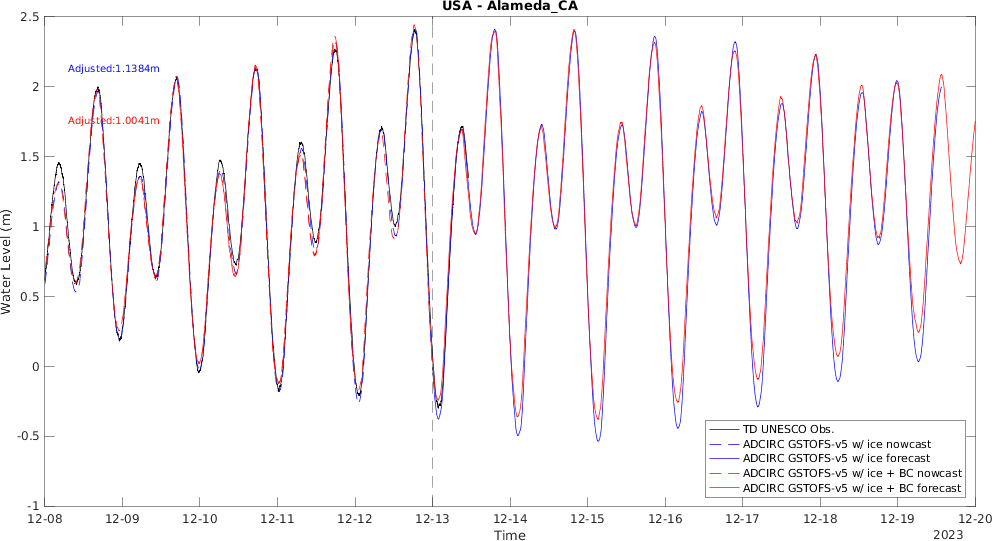 USA - Alameda_CA
2.5
2
1.5
1
0.5
0
-0.5
-1
Water Level (m)
Adjusted:1.1384m
Adjusted:1.0041m
TD UNESCO Obs.
ADCIRC GSTOFS-v5 w/ ice nowcast
ADCIRC GSTOFS-v5 w/ ice forecast
ADCIRC GSTOFS-v5 w/ ice + BC nowcast
ADCIRC GSTOFS-v5 w/ ice + BC forecast
12-08 12-09 12-10 12-11 12-12 12-13 12-14 12-15 12-16 12-17 12-18 12-19 12-20
Time
2023